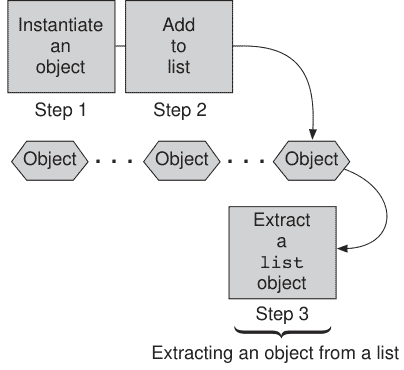 Instantiate
an
object
Add
to
list
Step 1
Step 2
Object . . . Object . . . Object
Extract
a
list
object
Step 3
Extracting an object from a list